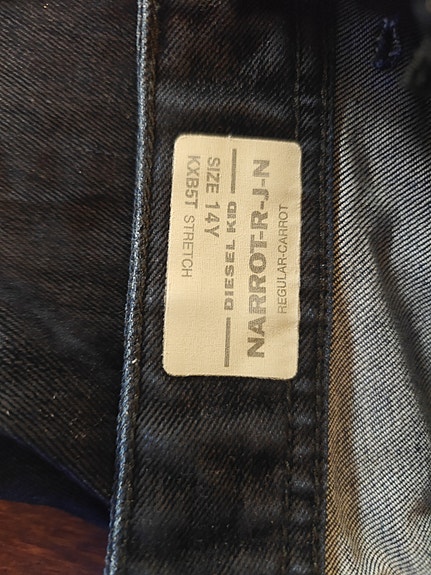 DIESEL KID
NARROT-R-J-N
REGULAR-CARROT
SIZE 14Y
KXB5T STRETCH